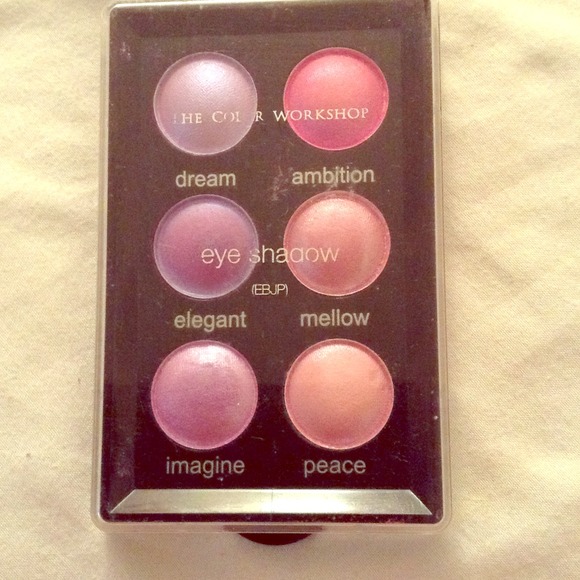 THE COLOR WORKSHOP
dream ambition
eye shadow
(EBJP)
elegant mellow
imagine peace